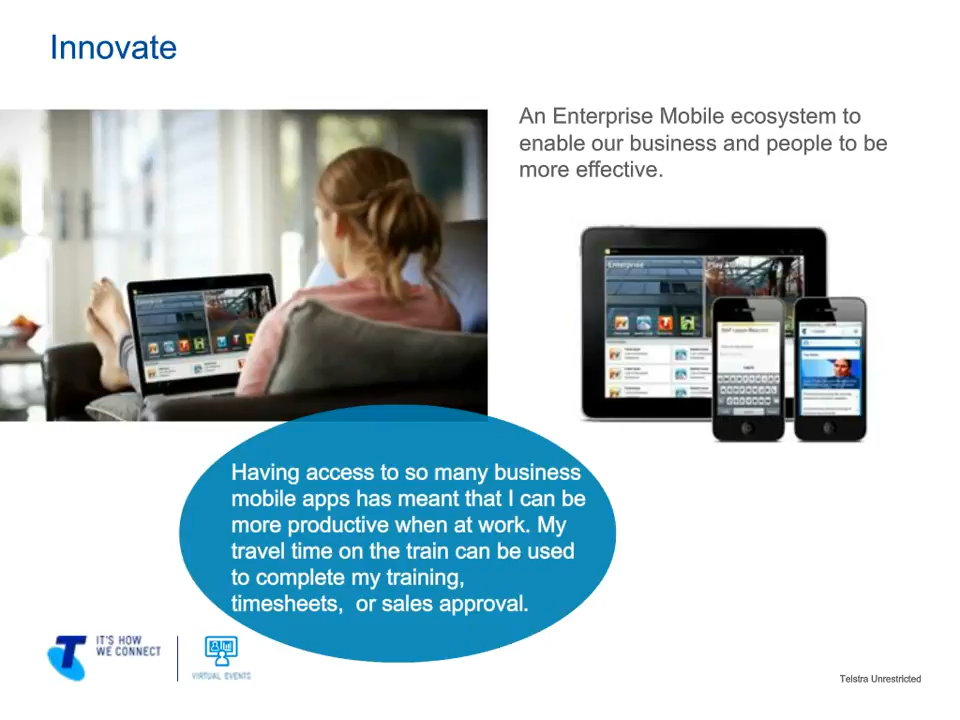 Innovate
An Enterprise Mobile ecosystem to
enable our business and people to be
more effective.
Enterprise
Enterprise
Having access to so many business
mobile apps has meant that I can be
more productive when at work. My
travel time on the train can be used
to complete my training,
timesheets,  or sales approval.
T
IT'S HOW
WE CONNECT
VIRTUAL EVENTS
Telstra Unrestricted